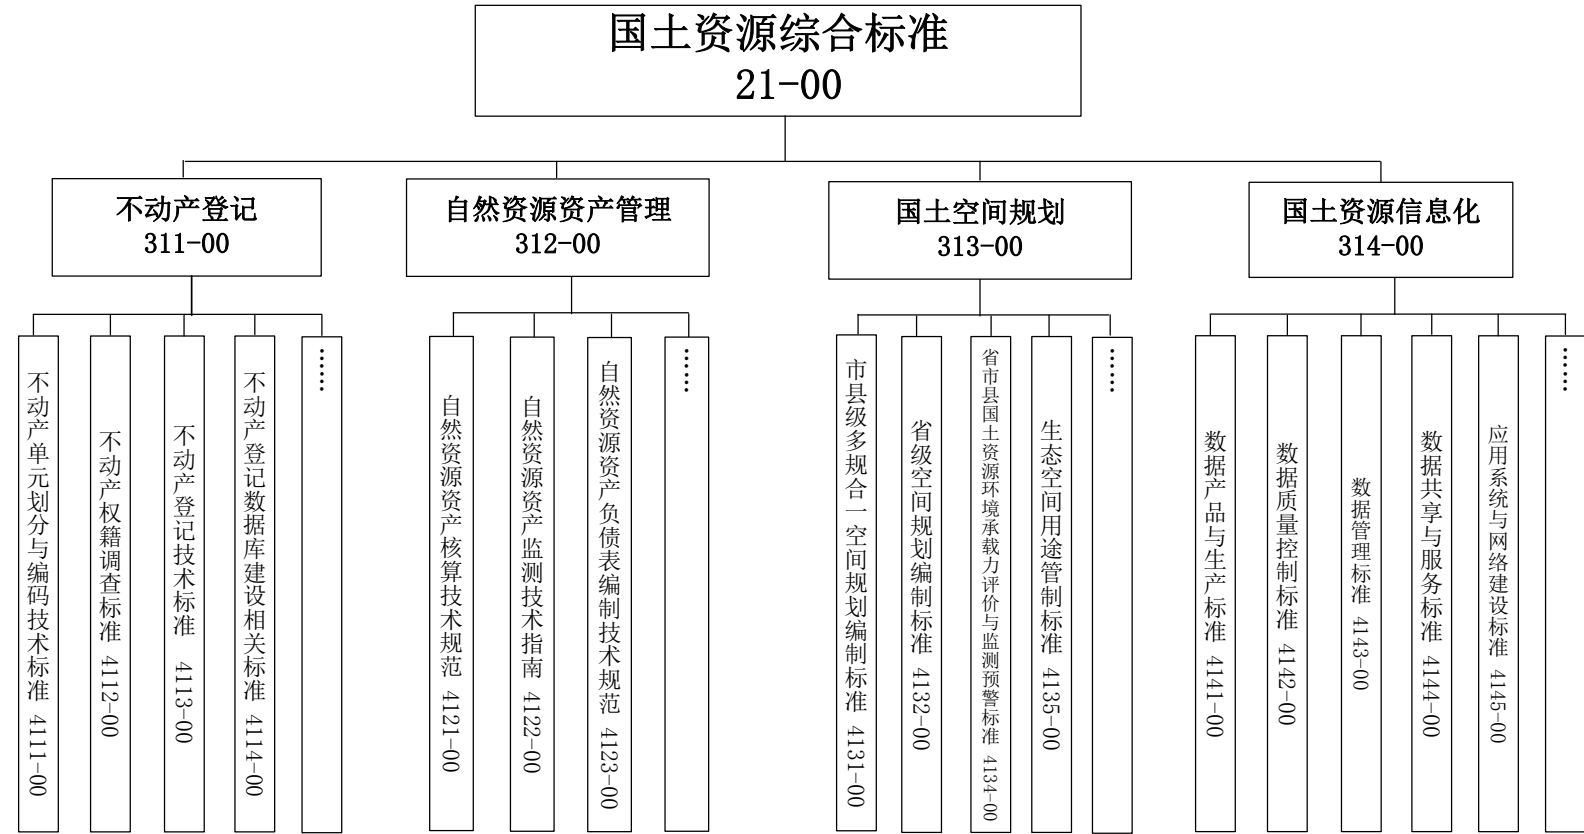 国土资源综合标准
21-00
不动产登记
311-00
自然资源资产管理
312-00
国土空间规划
313-00
国土资源信息化
314-00
不动产单元划分与编码技术标准 4111-00
不动产权籍调查标准 4112-00
不动产登记技术标准 4113-00
不动产登记数据库建设相关标准 4114-00
……
自然资源资产核算技术规范 4121-00
自然资源资产监测技术指南 4122-00
自然资源资产负债表编制技术规范 4123-00
……
市县级多规合一空间规划编制标准 4131-00
省级空间规划编制标准 4132-00
省市县国土资源环境承载力评价与监测预警标准 4134-00
生态空间用途管制标准 4135-00
……
数据产品与生产标准 4141-00
数据质量控制标准 4142-00
数据管理标准 4143-00
数据共享与服务标准 4144-00
应用系统与网络建设标准 4145-00
……